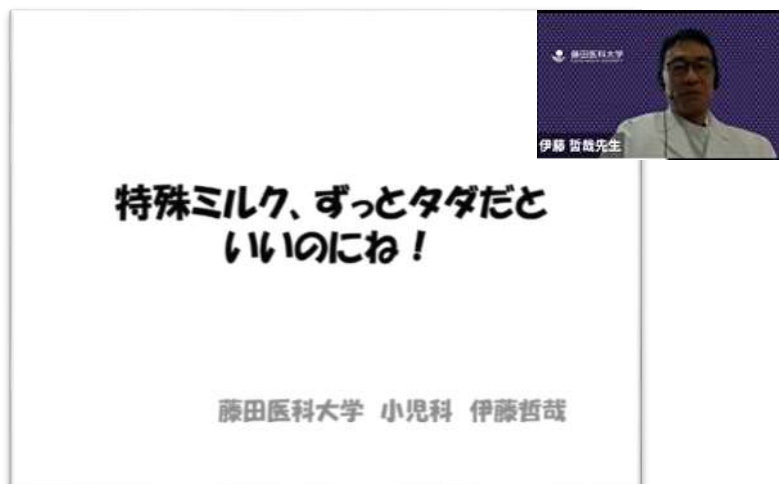 特殊ミルク、ずっとタダだと
いいのにね！
藤田医科大学 小児科 伊藤哲哉
藤田医科大学
伊藤 哲哉先生